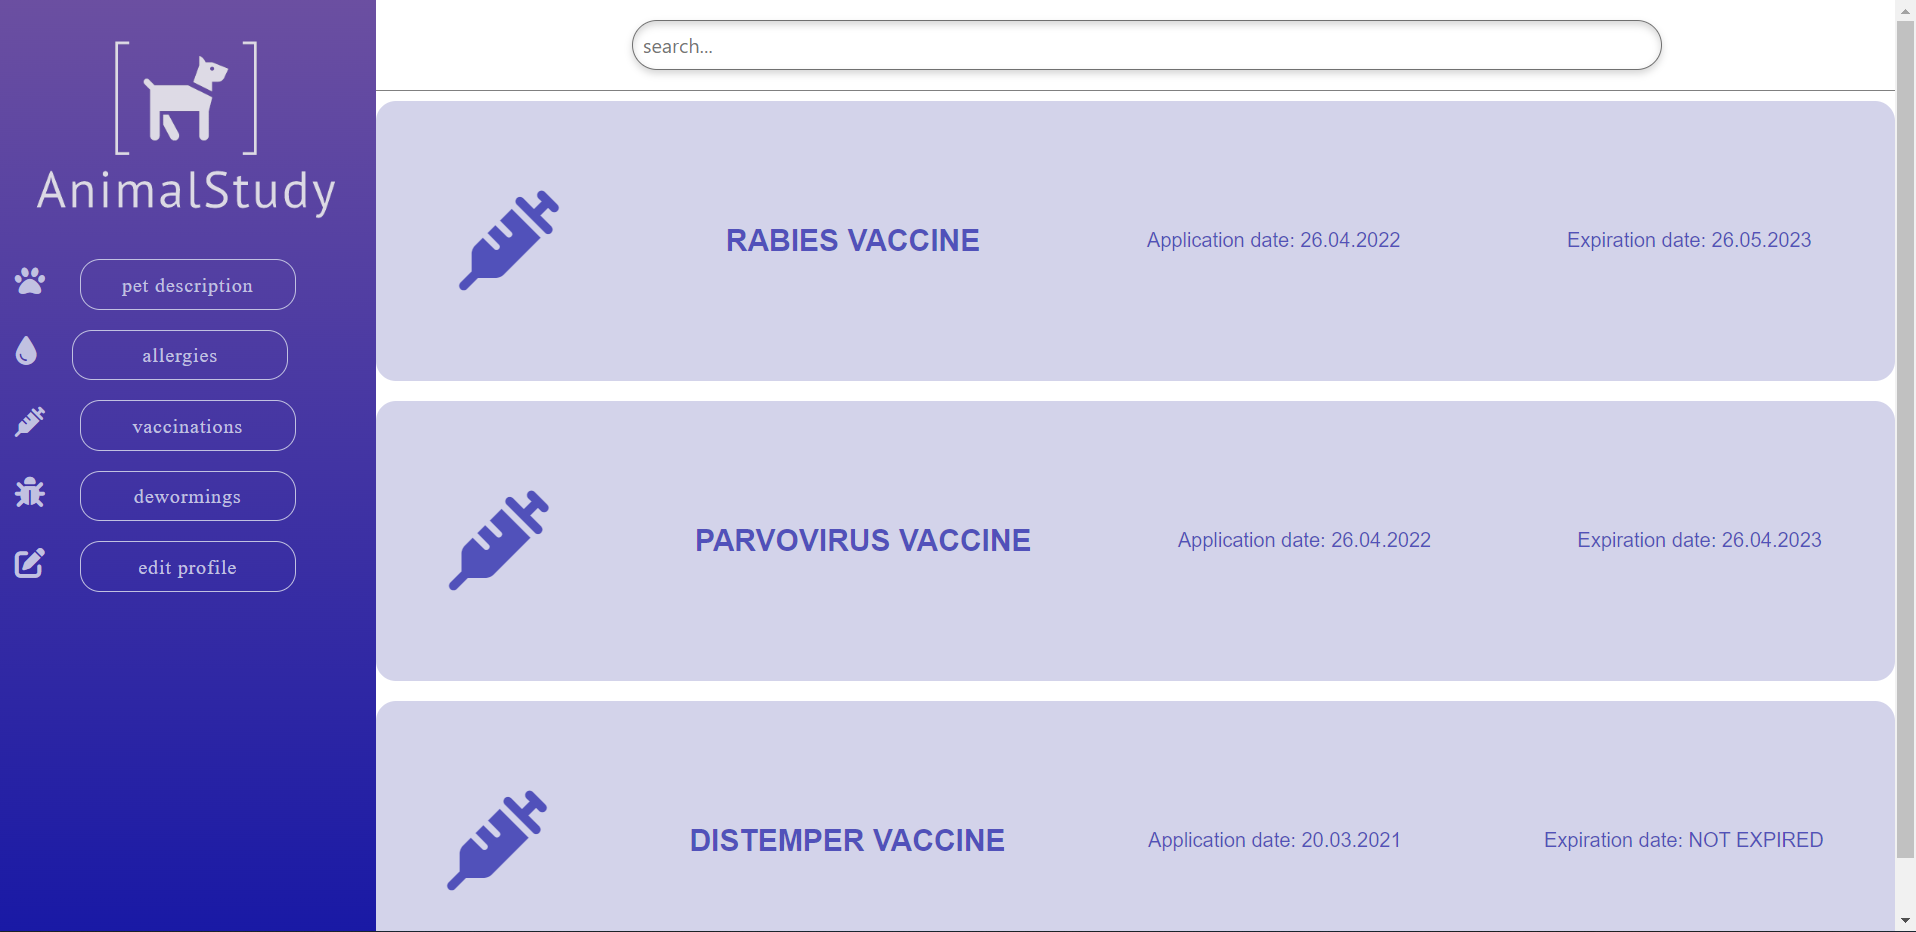 AnimalStudy
pet description
allergies
vaccinations
dewormings
edit profile
search...
RABIES VACCINE Application date: 26.04.2022 Expiration date: 26.05.2023
PARVOVIRUS VACCINE Application date: 26.04.2022 Expiration date: 26.04.2023
DISTEMPER VACCINE Application date: 20.03.2021 Expiration date: NOT EXPIRED